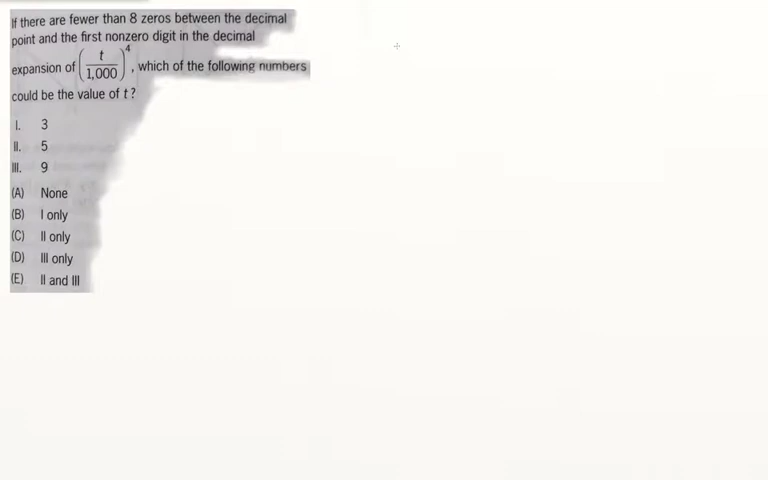 If there are fewer than 8 zeros between the decimal
point and the first nonzero digit in the decimal
expansion of (t/1,000)^4, which of the following numbers
could be the value of t?
I. 3
II. 5
III. 9
(A) None
(B) I only
(C) II only
(D) III only
(E) II and III